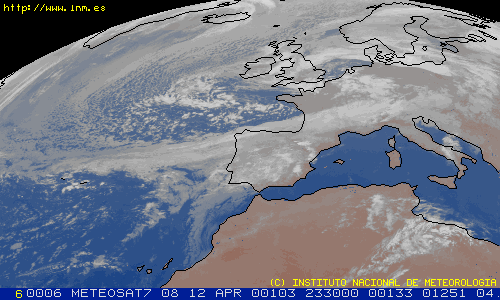 http://www.inm.es
(C) INSTITUTO NACIONAL DE METEOROLOGIA
6 0006 METEOSAT7 08 12 APR 00103 233000 00133 01251 04